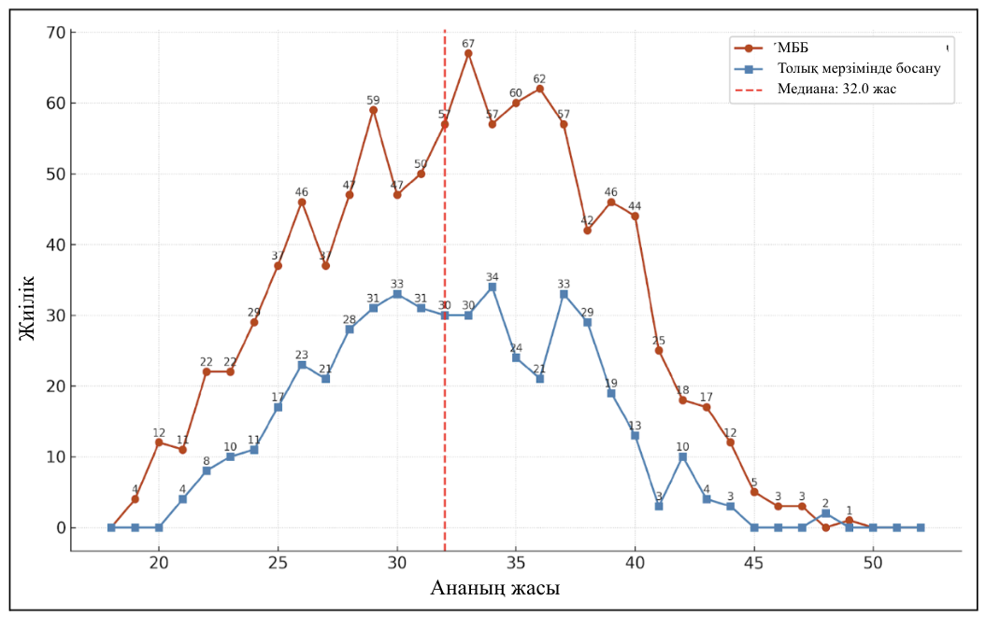 70
60
50
40
30
20
10
0
Жиілік
´МББ
Толық мерзімінде босану
Медиана: 32.0 жас
4 12 11 22 22 29 37 46 37 47 59 47 50 57 67 57 60 62 57 42 46 44 25 18 17 12 5 3 3 1
4 8 10 11 17 23 21 28 31 33 31 30 30 34 24 21 33 29 19 13 3 10 4 3 2
20 25 30 35 40 45 50
Ананың жасы